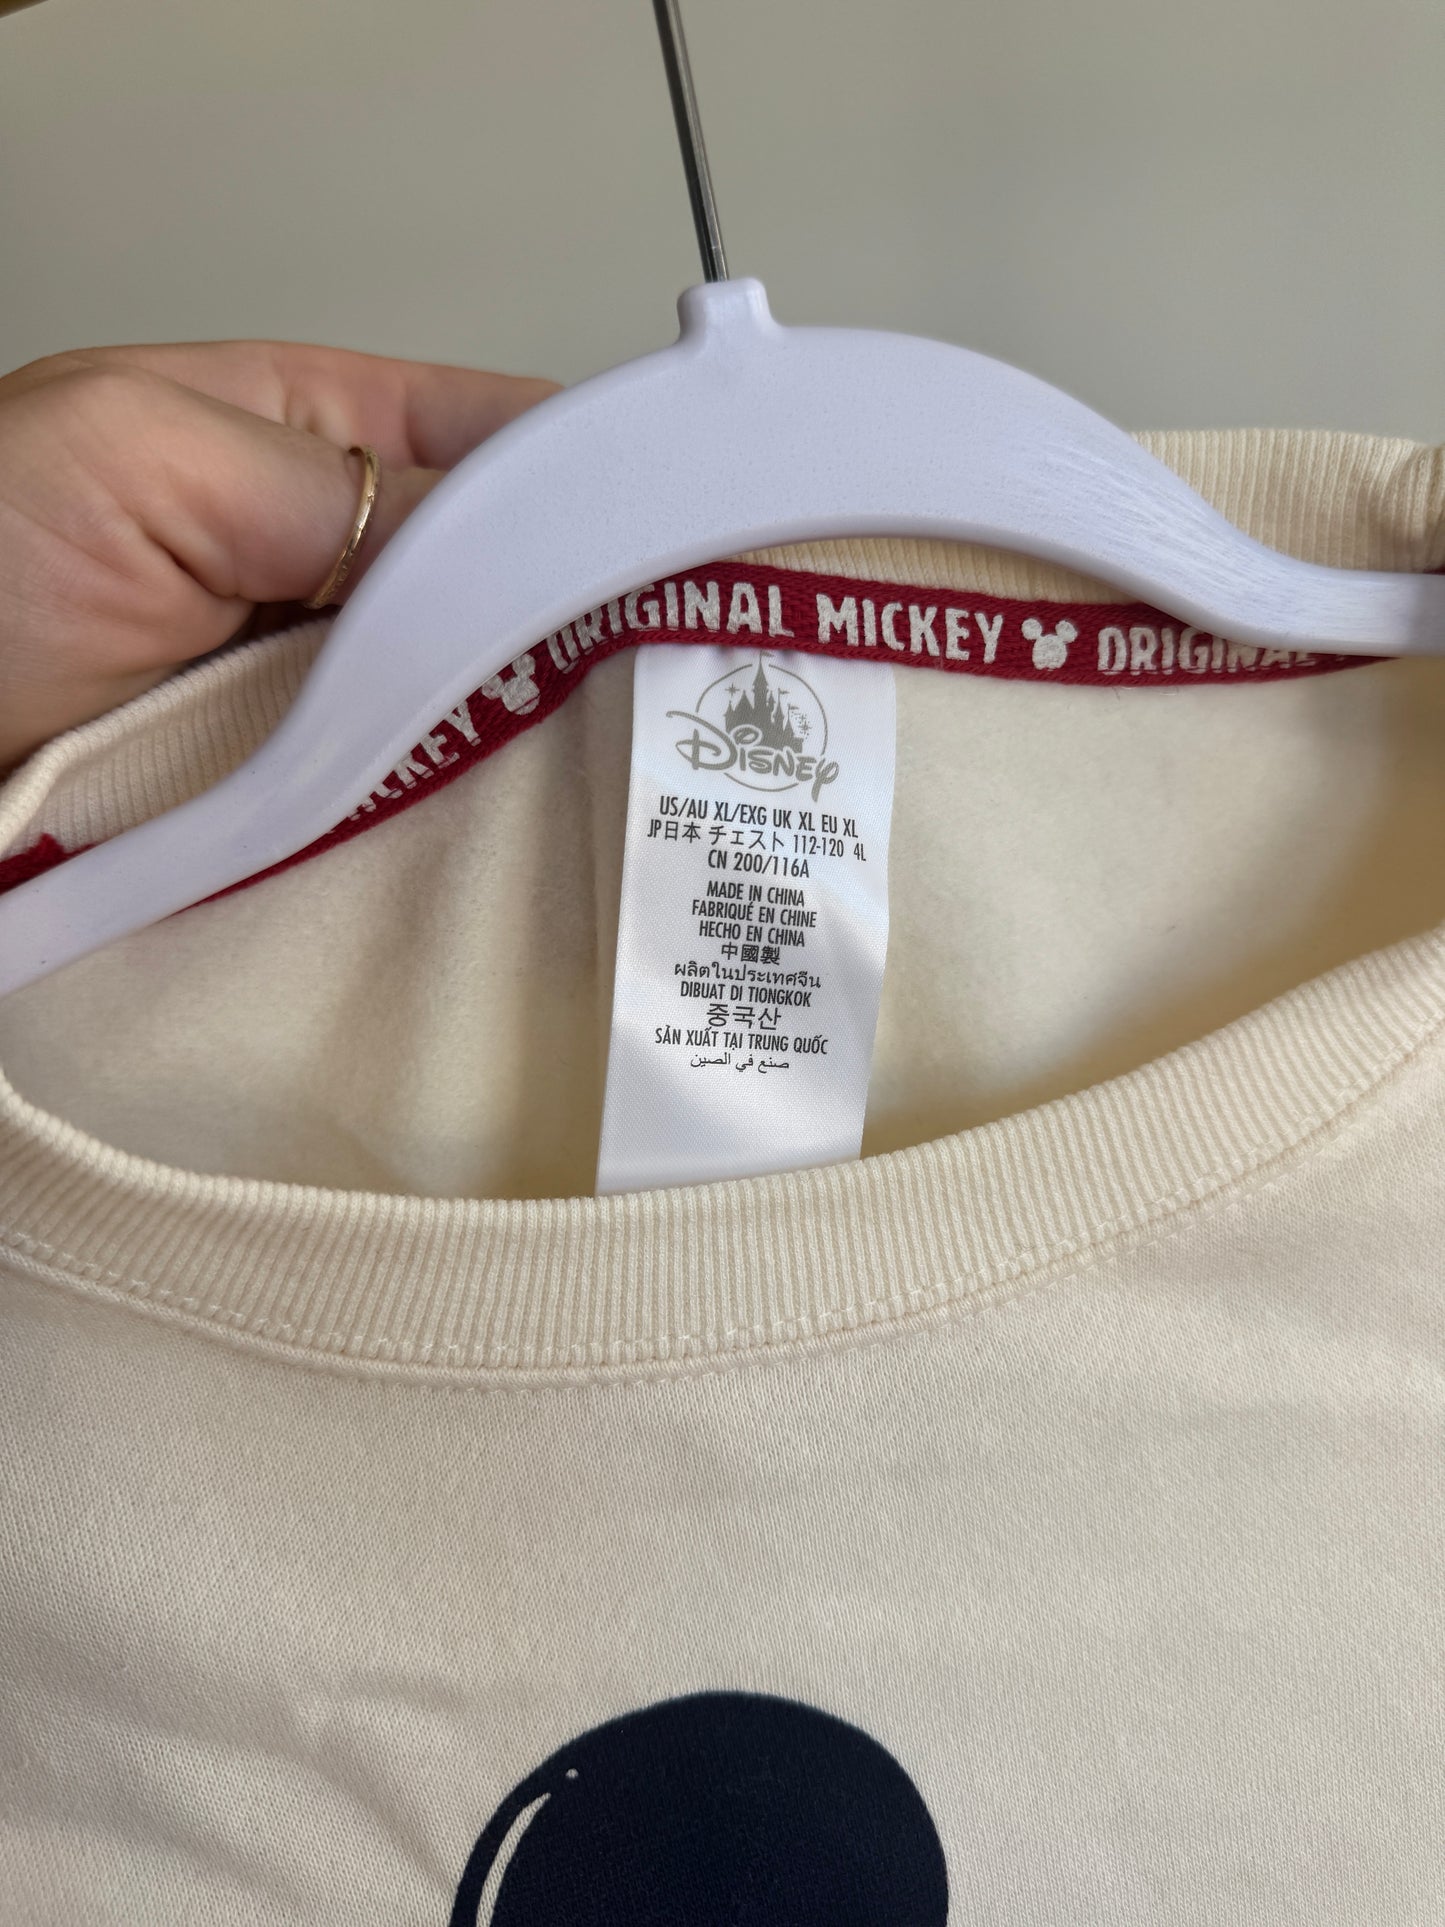 MICKEY ORIGINAL MICKEY ORIGINAL
Disney
US/AU XL/EXG UK XL EU XL
JP日本 チェスト 112-120 4L
CN 200/116A
MADE IN CHINA
FABRIQUÉ EN CHINE
HECHO EN CHINA
中國製
ผลิตในประเทศจีน
DIBUAT DI TIONGKOK
중국산
SẢN XUẤT TẠI TRUNG QUỐC
صنع في الصين